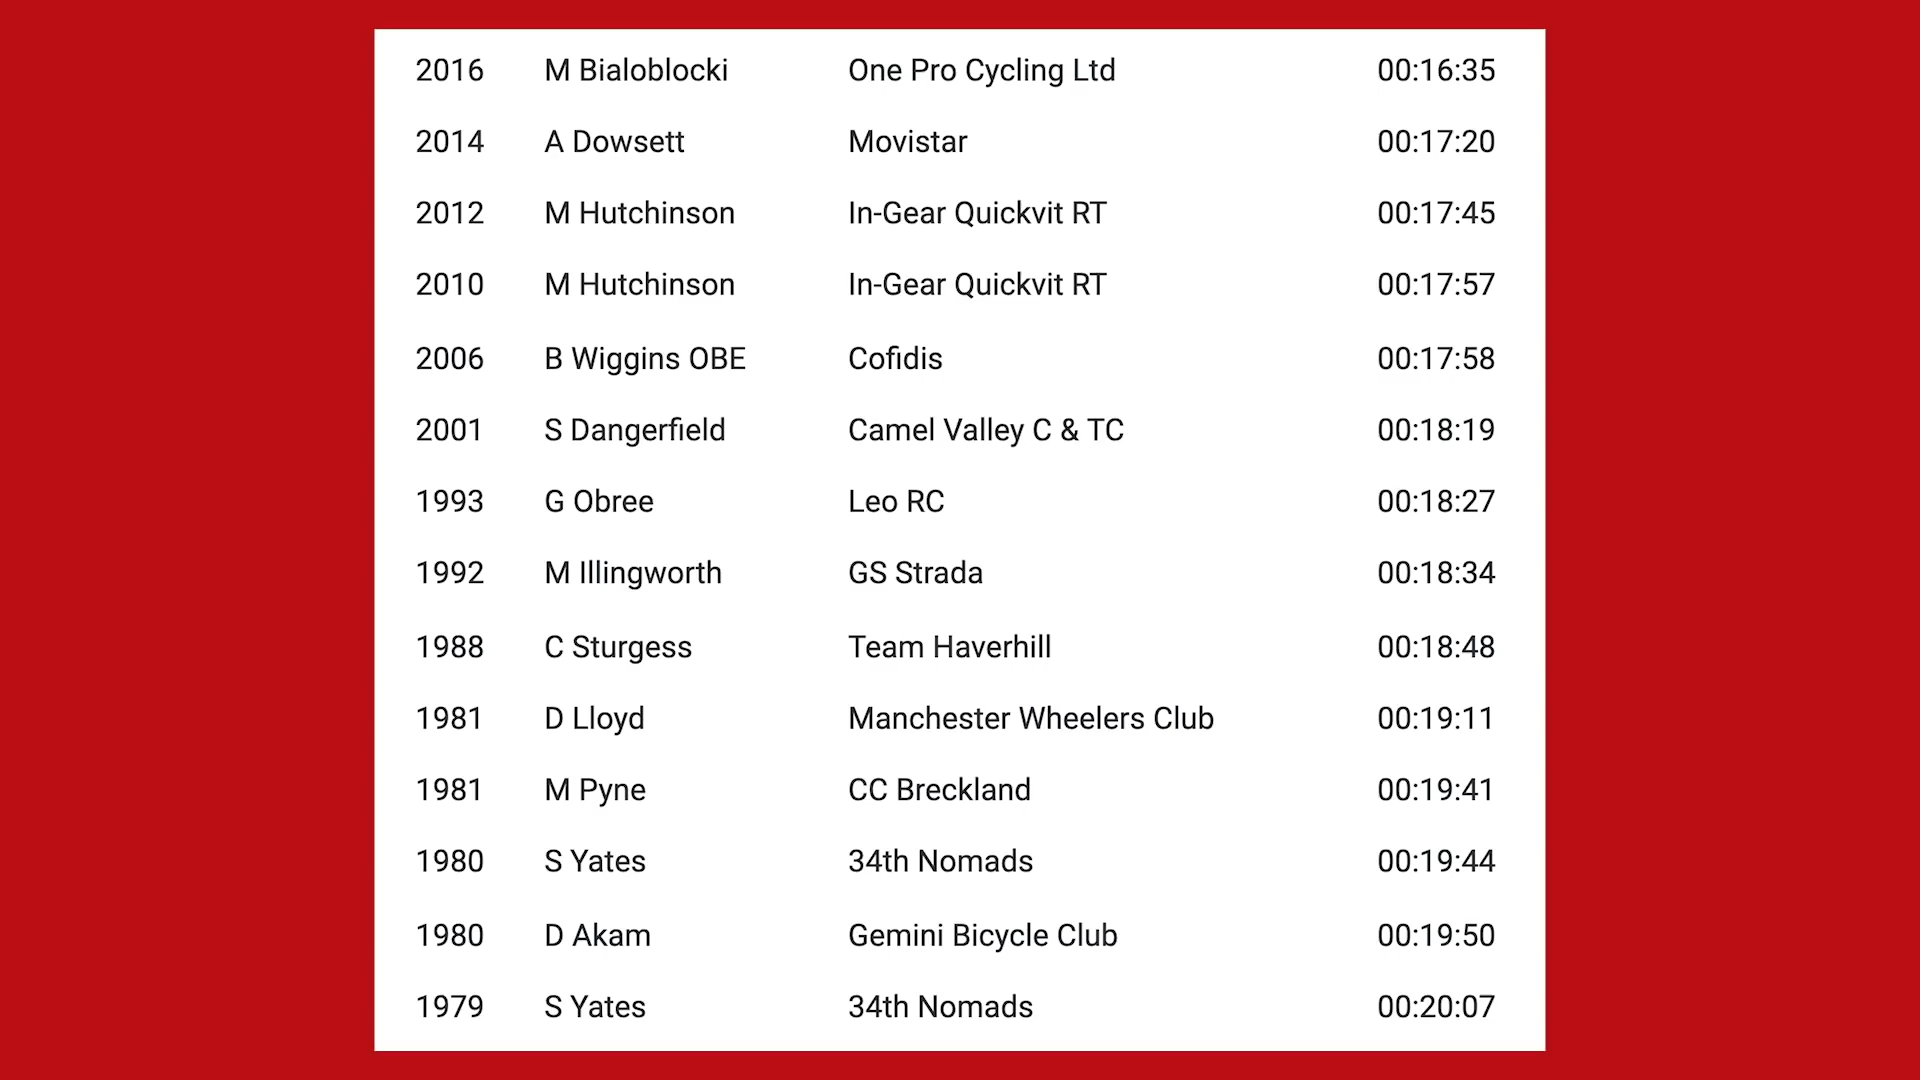 2016 M Bialoblocki One Pro Cycling Ltd 00:16:35
2014 A Dowsett Movistar 00:17:20
2012 M Hutchinson In-Gear Quickvit RT 00:17:45
2010 M Hutchinson In-Gear Quickvit RT 00:17:57
2006 B Wiggins OBE Cofidis 00:17:58
2001 S Dangerfield Camel Valley C & TC 00:18:19
1993 G Obree Leo RC 00:18:27
1992 M Illingworth GS Strada 00:18:34
1988 C Sturgess Team Haverhill 00:18:48
1981 D Lloyd Manchester Wheelers Club 00:19:11
1981 M Pyne CC Breckland 00:19:41
1980 S Yates 34th Nomads 00:19:44
1980 D Akam Gemini Bicycle Club 00:19:50
1979 S Yates 34th Nomads 00:20:07